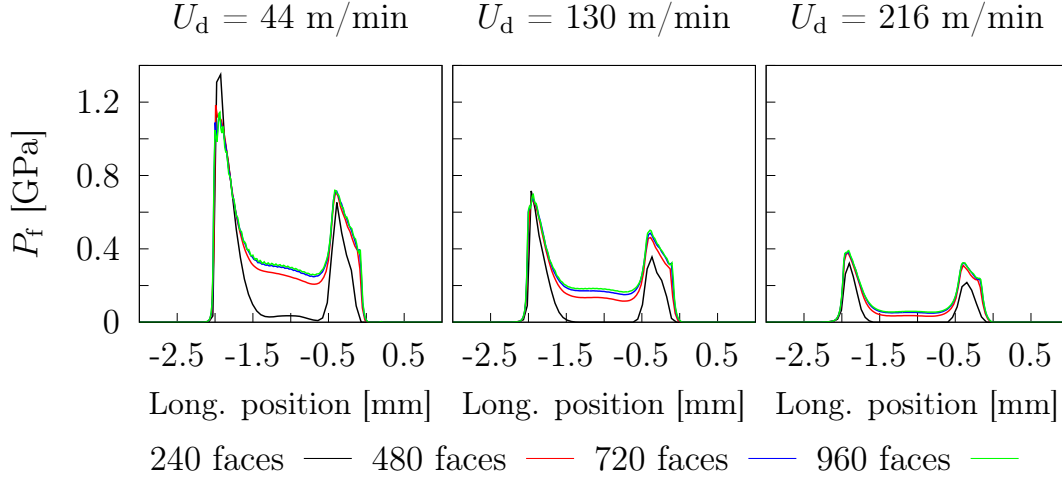 U_d = 44 m/min U_d = 130 m/min U_d = 216 m/min
P_f [GPa]
1.2
0.8
0.4
0
-2.5 -1.5 -0.5 0.5 -2.5 -1.5 -0.5 0.5 -2.5 -1.5 -0.5 0.5
Long. position [mm] Long. position [mm] Long. position [mm]
240 faces 480 faces 720 faces 960 faces